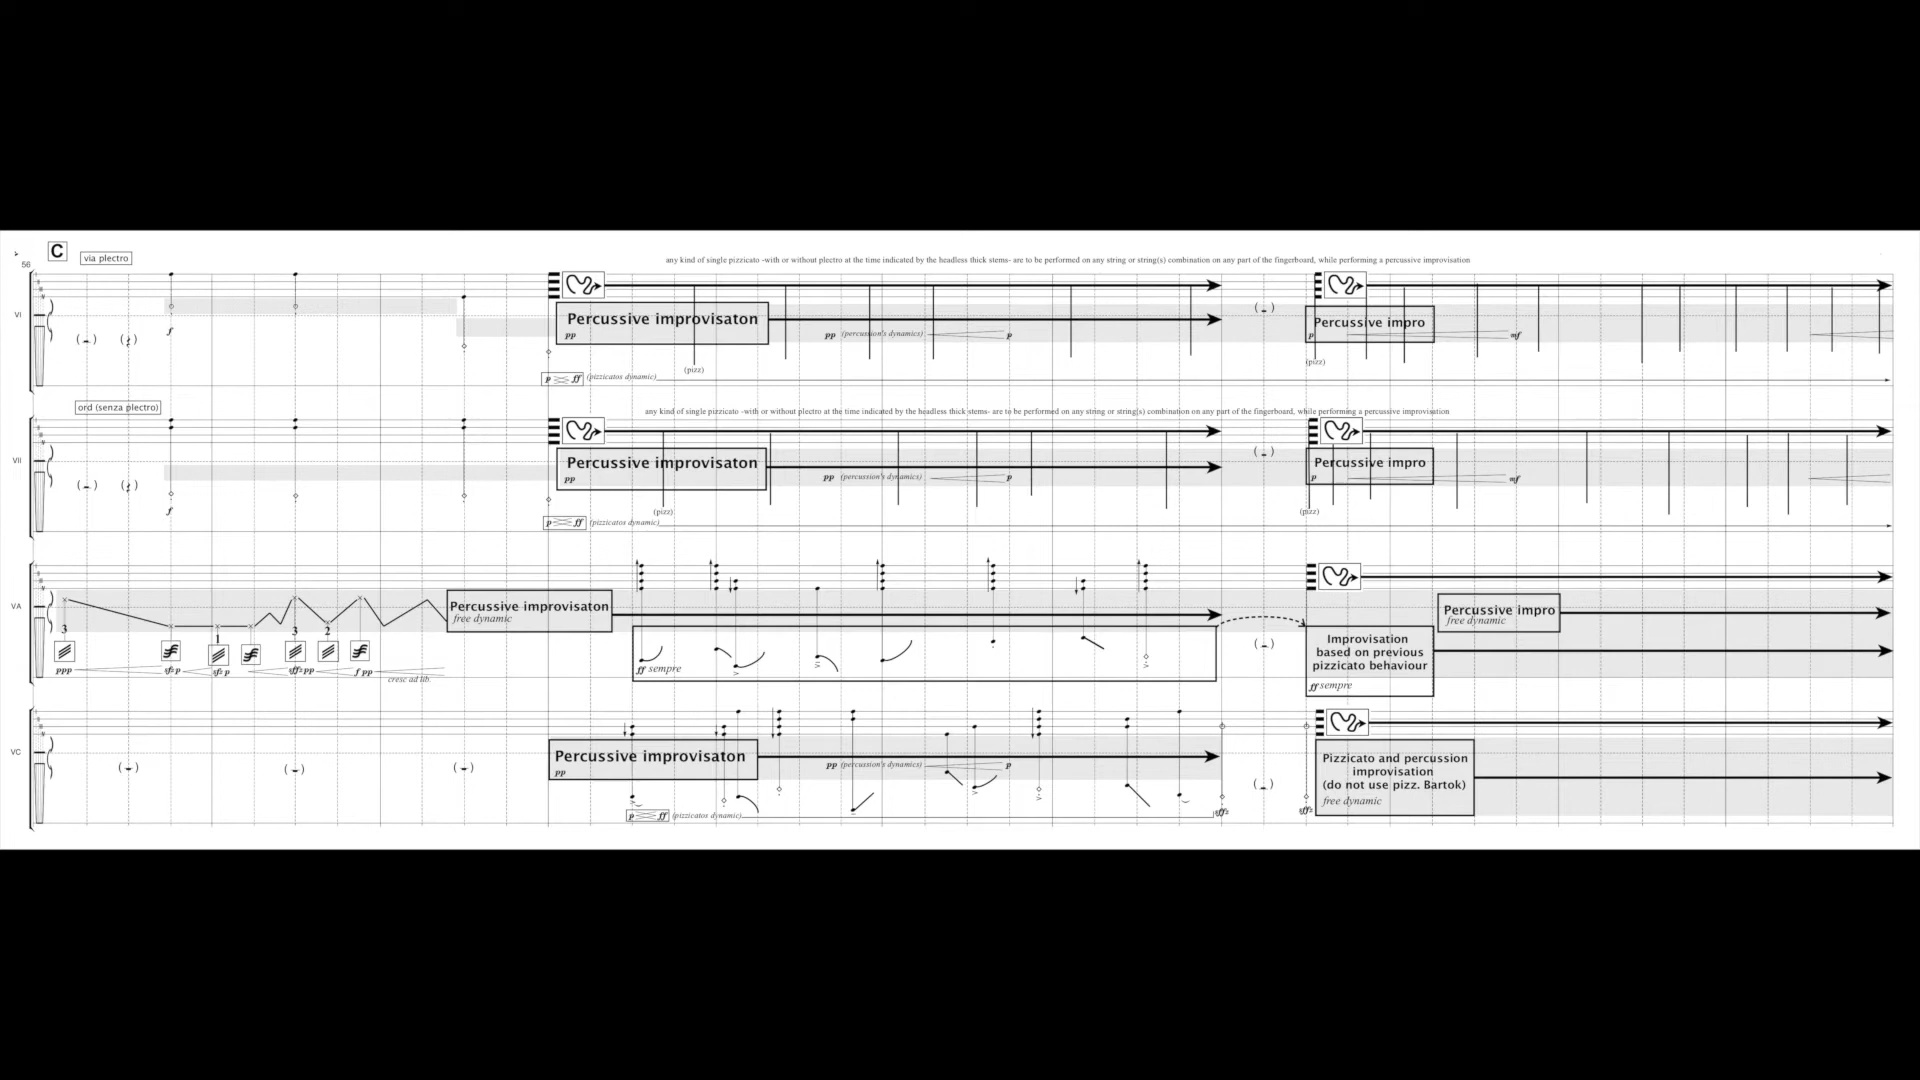 C
via plectro
56
any kind of single pizzicato -with or without plectro at the time indicated by the headless thick stems- are to be performed on any string or string(s) combination on any part of the fingerboard, while performing a percussive improvisation
VI
f
Percussive improvisaton
pp
pp (percussion's dynamics) p
(pizz)
p ff (pizzicatos dynamic)
Percussive impro
p mf
(pizz)
ord (senza plectro)
any kind of single pizzicato -with or without plectro at the time indicated by the headless thick stems- are to be performed on any string or string(s) combination on any part of the fingerboard, while performing a percussive improvisation
VII
f
Percussive improvisaton
pp
pp (percussion's dynamics) p
(pizz)
p ff (pizzicatos dynamic)
Percussive impro
p mf
(pizz)
VA
3 1 3 2
ppp sfz p sfz p sffz pp f pp
cresc ad lib.
Percussive improvisaton
free dynamic
ff sempre
Improvisation
based on previous
pizzicato behaviour
ff sempre
Percussive impro
free dynamic
VC
Percussive improvisaton
pp
pp (percussion's dynamics) p
p ff (pizzicatos dynamic)
sffz sffz
Pizzicato and percussion
improvisation
(do not use pizz. Bartok)
free dynamic